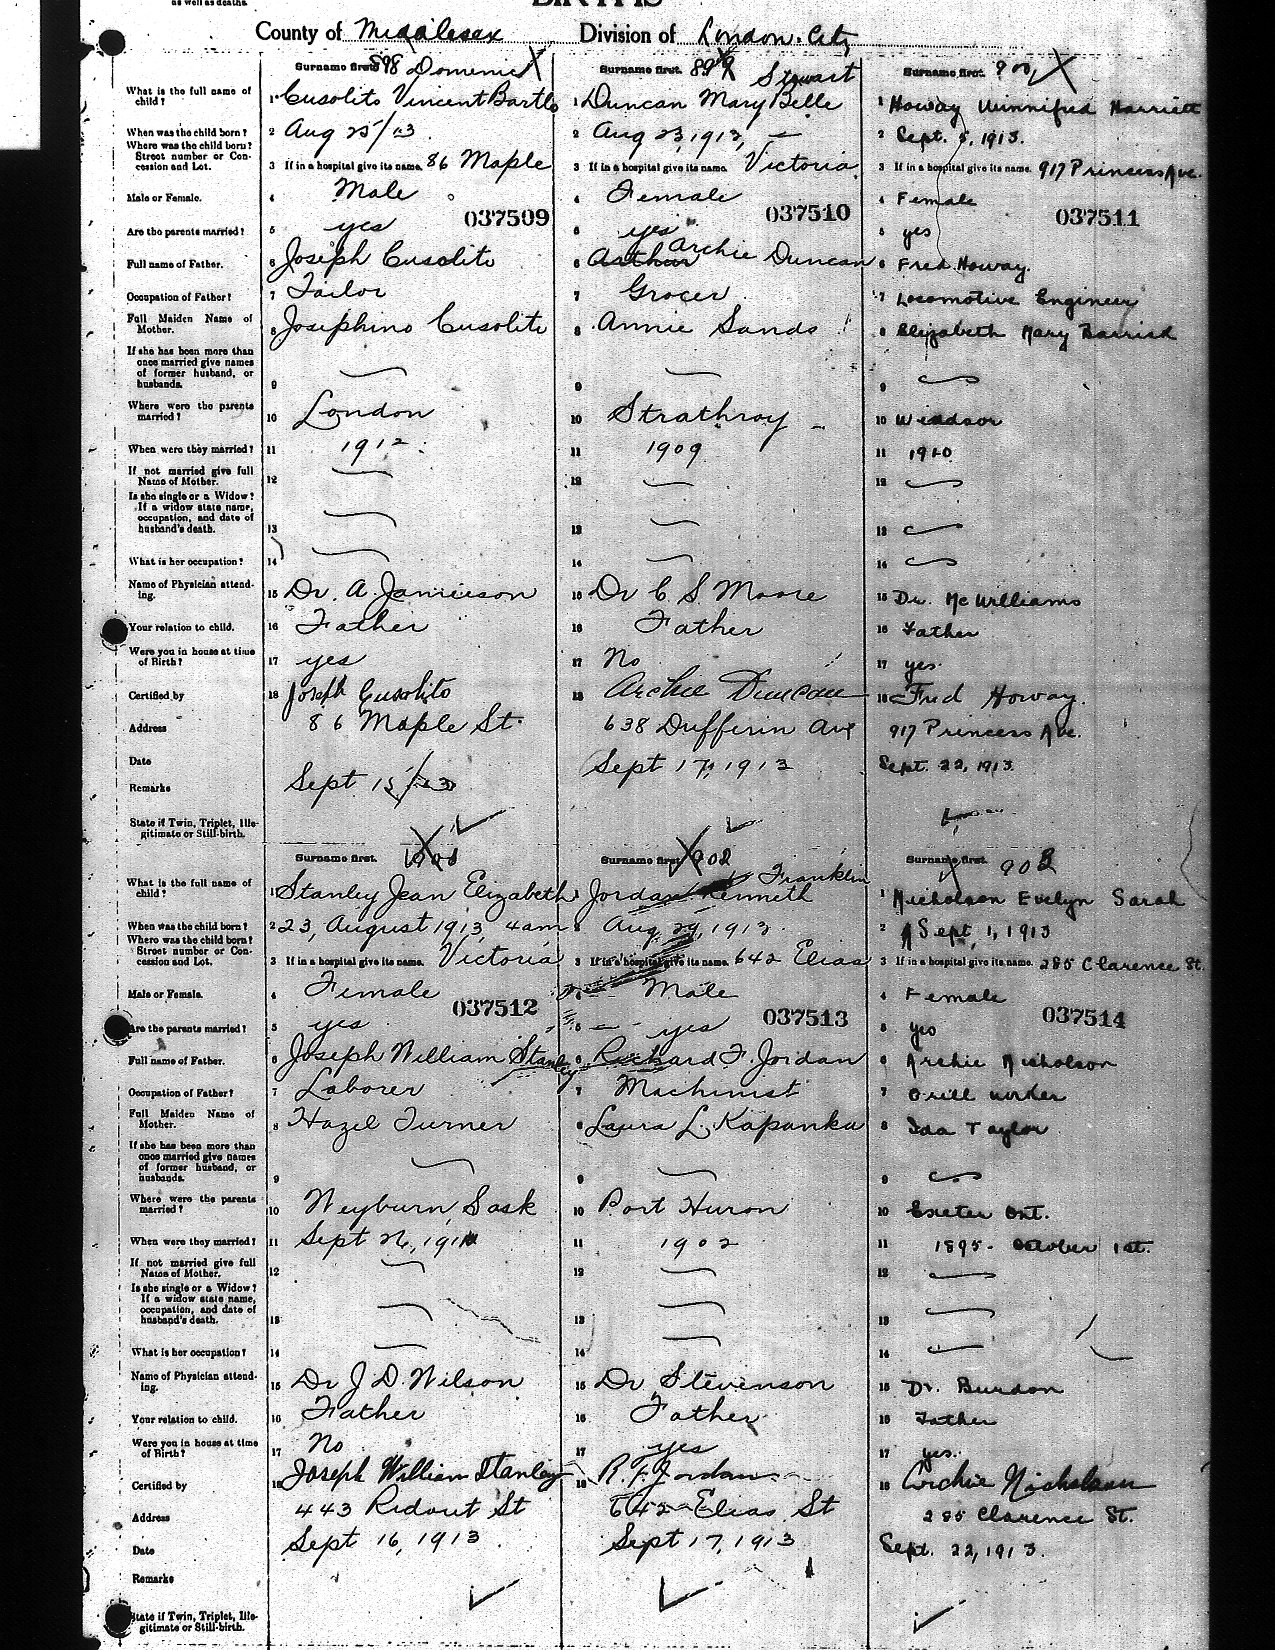 as well as deaths.
BIRTHS
County of Middlesex Division of London City
What is the full name of child?
When was the child born?
Where was the child born? Street number or Concession and Lot.
Male or Female.
Are the parents married?
Full name of Father.
Occupation of Father?
Full Maiden Name of Mother.
If she has been more than once married give names of former husband, or husbands.
Where were the parents married?
When were they married?
If not married give full Name of Mother.
Is she single or a Widow? If a widow state name, occupation, and date of husband's death.
What is her occupation?
Name of Physician attending.
Your relation to child.
Were you in house at time of Birth?
Certified by
Address
Date
Remarks
State if Twin, Triplet, Illegitimate or Still-birth.
Surname first. 898 Domenic X
1 Cusolito Vincent Bartlo
2 Aug 25/13.
3 If in a hospital give its name. 86 Maple
4 Male
037509
5 yes
6 Joseph Cusolito
7 Tailor
8 Josephino Cusolito
9
10 London
11 1912.
12
13
14
15 Dr. A. Jamieson
16 Father
17 yes
18 Joseph Cusolito
86 Maple St.
Sept 15/13
Surname first. 899 X Stewart
1 Duncan Mary Belle
2 Aug 23, 1913,
3 If in a hospital give its name. Victoria
4 Female
037510
5 yes
6 Arthur Archie Duncan
7 Grocer
8 Annie Sands
9
10 Strathroy
11 1909
12
13
14
15 Dr C S Moore
16 Father
17 No
18 Archie Duncan
638 Dufferin Ave
Sept 17, 1913
Surname first. 900 X
1 Howay Winnifred Harriett
2 Sept. 5, 1913.
3 If in a hospital give its name. 917 Princess Ave.
4 Female
037511
5 yes
6 Fred Howay.
7 Locomotive Engineer
8 Elizabeth Mary
9
10 Windsor
11 1910
12
13
14
15 Dr. McWilliams
16 Father
17 yes.
18 Fred Howay.
917 Princess Ave.
Sept. 22, 1913
What is the full name of child?
When was the child born?
Where was the child born? Street number or Concession and Lot.
Male or Female.
Are the parents married?
Full name of Father.
Occupation of Father?
Full Maiden Name of Mother.
If she has been more than once married give names of former husband, or husbands.
Where were the parents married?
When were they married?
If not married give full Name of Mother.
Is she single or a Widow? If a widow state name, occupation, and date of husband's death.
What is her occupation?
Name of Physician attending.
Your relation to child.
Were you in house at time of Birth?
Certified by
Address
Date
Remarks
State if Twin, Triplet, Illegitimate or Still-birth.
Surname first. 901
1 Stanley Jean Elizabeth
2 23, August 1913, 4am
3 If in a hospital give its name. Victoria
4 Female
037512
5 yes
6 Joseph William Stanley
7 Laborer
8 Hazel Turner
9
10 Weyburn, Sask
11 Sept 26, 191
12
13
14
15 Dr J D. Wilson
16 Father
17 No
18 Joseph William Stanley
443 Ridout St
Sept 16, 1913
Surname first. X 902 Franklin
1 Jordan Kenneth
2 Aug. 29, 1913.
3 If in a hospital give its name. 642 Elias
4 Male
037513
5 yes
6 Richard F. Jordan
7 Machinist
8 Laura L. Kapanka
9
10 Port Huron
11 1902
12
13
14
15 Dr Stevenson
16 Father
17 yes
18 R. F. Jordan
642 Elias St
Sept 17, 1913
Surname first. X 903
1 Nicholson Evelyn Sarah
2 Sept. 1, 1913
3 If in a hospital give its name. 285 Clarence St.
4 Female
037514
5 yes
6 Archie Nicholson
7 Drill worker
8 Ida Taylor
9
10 Exeter Ont.
11 1895. October 1st.
12
13
14
15 Dr. Burdon
16 Father
17 yes.
18 Archie Nicholson
285 Clarence St.
Sept. 22, 1913.